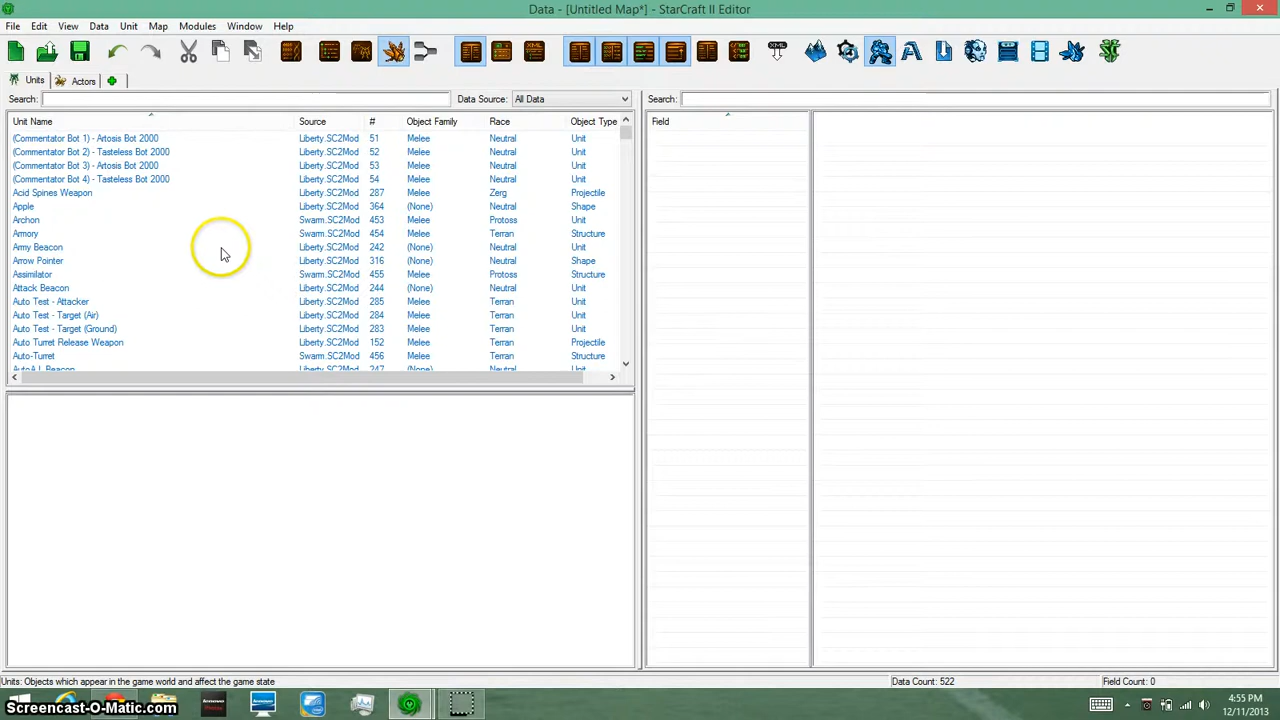 Data - [Untitled Map*] - StarCraft II Editor
File Edit View Data Unit Map Modules Window Help
XML
Units Actors
Search: Data Source: All Data Search:
Unit Name Source # Object Family Race Object Type Field
(Commentator Bot 1) - Artosis Bot 2000 Liberty.SC2Mod 51 Melee Neutral Unit
(Commentator Bot 2) - Tasteless Bot 2000 Liberty.SC2Mod 52 Melee Neutral Unit
(Commentator Bot 3) - Artosis Bot 2000 Liberty.SC2Mod 53 Melee Neutral Unit
(Commentator Bot 4) - Tasteless Bot 2000 Liberty.SC2Mod 54 Melee Neutral Unit
Acid Spines Weapon Liberty.SC2Mod 287 Melee Zerg Projectile
Apple Liberty.SC2Mod 364 (None) Neutral Shape
Archon Swarm.SC2Mod 453 Melee Protoss Unit
Armory Swarm.SC2Mod 454 Melee Terran Structure
Army Beacon Liberty.SC2Mod 242 (None) Neutral Unit
Arrow Pointer Liberty.SC2Mod 316 (None) Neutral Shape
Assimilator Swarm.SC2Mod 455 Melee Protoss Structure
Attack Beacon Liberty.SC2Mod 244 (None) Neutral Unit
Auto Test - Attacker Liberty.SC2Mod 285 Melee Terran Unit
Auto Test - Target (Air) Liberty.SC2Mod 284 Melee Terran Unit
Auto Test - Target (Ground) Liberty.SC2Mod 283 Melee Terran Unit
Auto Turret Release Weapon Liberty.SC2Mod 152 Melee Terran Projectile
Auto-Turret Swarm.SC2Mod 456 Melee Terran Structure
Liberty.SC2Mod 247 (None) Neutral Unit
Units: Objects which appear in the game world and affect the game state Data Count: 522 Field Count: 0
Screencast-O-Matic.com
4:55 PM
12/11/2013